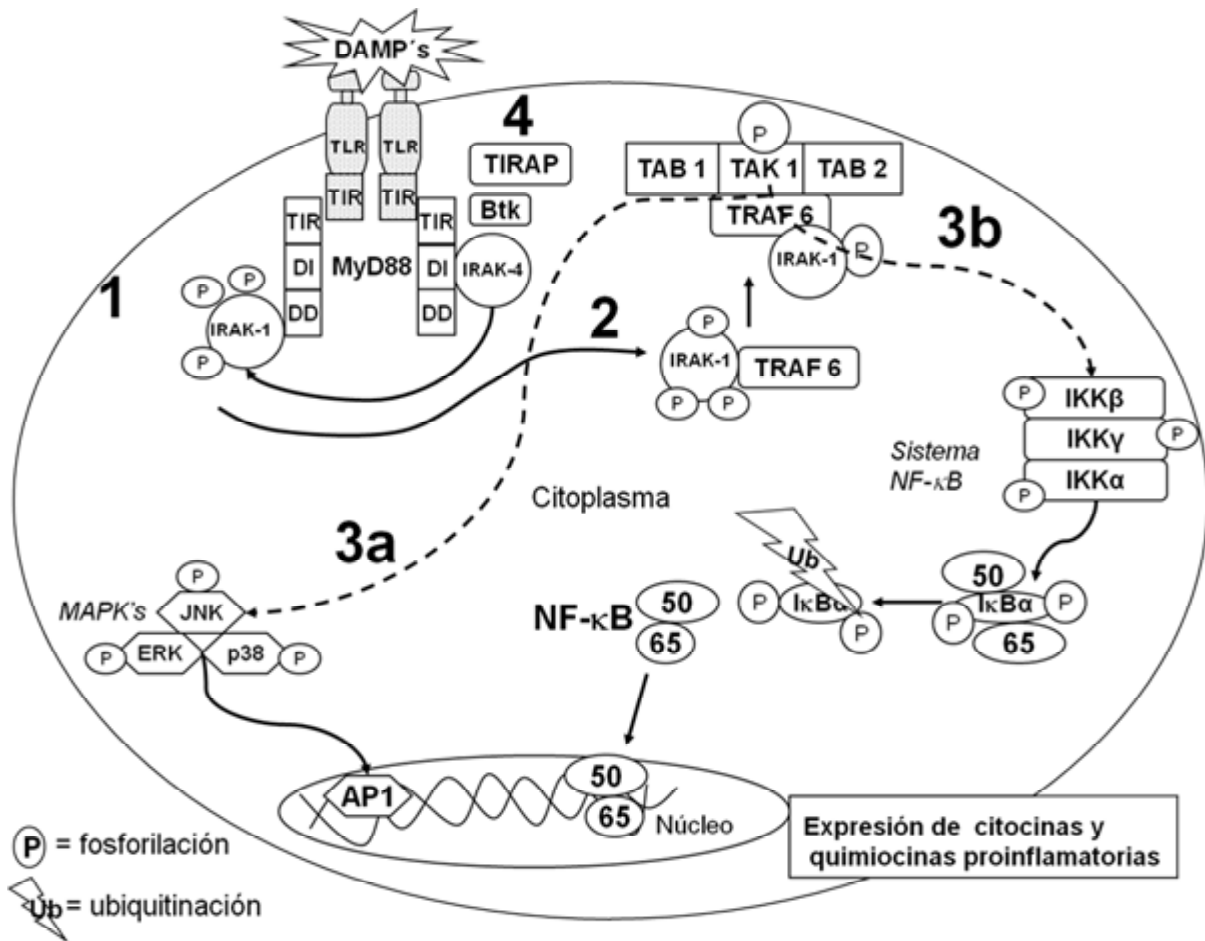 DAMP´s
4
TLR
TLR
TIRAP
P
TAB 1
TAK 1
TAB 2
TIR
TIR
Btk
TRAF 6
3b
TIR
TIR
1
DI
MyD88
DI
IRAK-4
IRAK-1
P
P
P
P
IRAK-1
DD
DD
2
P
IRAK-1
TRAF 6
P
P
P
P
IKKβ
IKKγ
P
P
IKKα
Sistema
NF-κB
Citoplasma
3a
Ub
P
JNK
MAPK's
P
ERK
p38
P
NF-κB
50
65
P
IκBα
P
50
P
IκBα
P
65
AP1
50
65
Núcleo
Expresión de citocinas y
quimiocinas proinflamatorias
P = fosforilación
Ub = ubiquitinación